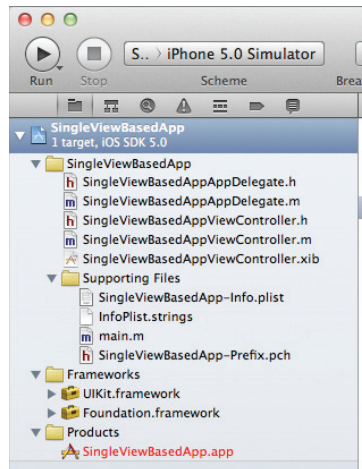 S.. › iPhone 5.0 Simulator
Run Stop Scheme Brea
SingleViewBasedApp
1 target, iOS SDK 5.0
SingleViewBasedApp
h SingleViewBasedAppAppDelegate.h
m SingleViewBasedAppAppDelegate.m
h SingleViewBasedAppViewController.h
m SingleViewBasedAppViewController.m
SingleViewBasedAppViewController.xib
Supporting Files
SingleViewBasedApp-Info.plist
InfoPlist.strings
m main.m
h SingleViewBasedApp-Prefix.pch
Frameworks
UIKit.framework
Foundation.framework
Products
SingleViewBasedApp.app